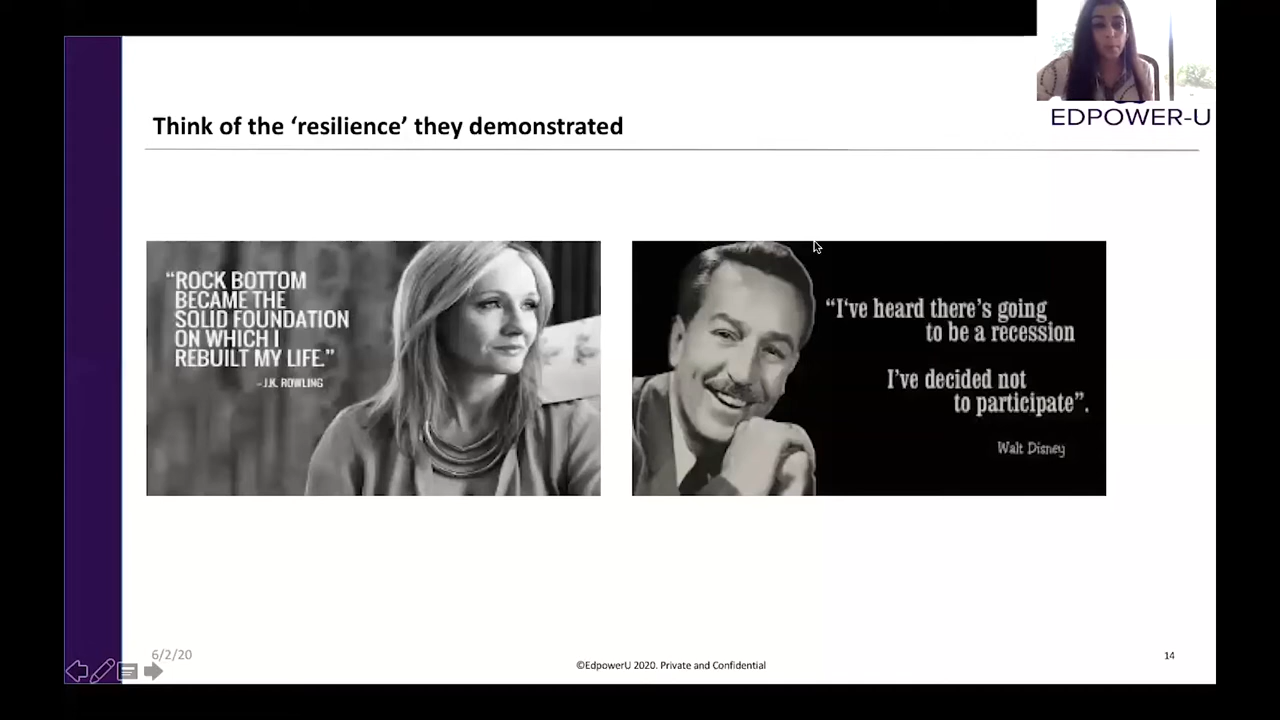 EDPOWER-U
Think of the ‘resilience’ they demonstrated
“ROCK BOTTOM
BECAME THE
SOLID FOUNDATION
ON WHICH I
REBUILT MY LIFE.”
–J.K. ROWLING
“I've heard there's going
to be a recession
I've decided not
to participate”.
Walt Disney
6/2/20
©EdpowerU 2020. Private and Confidential
14